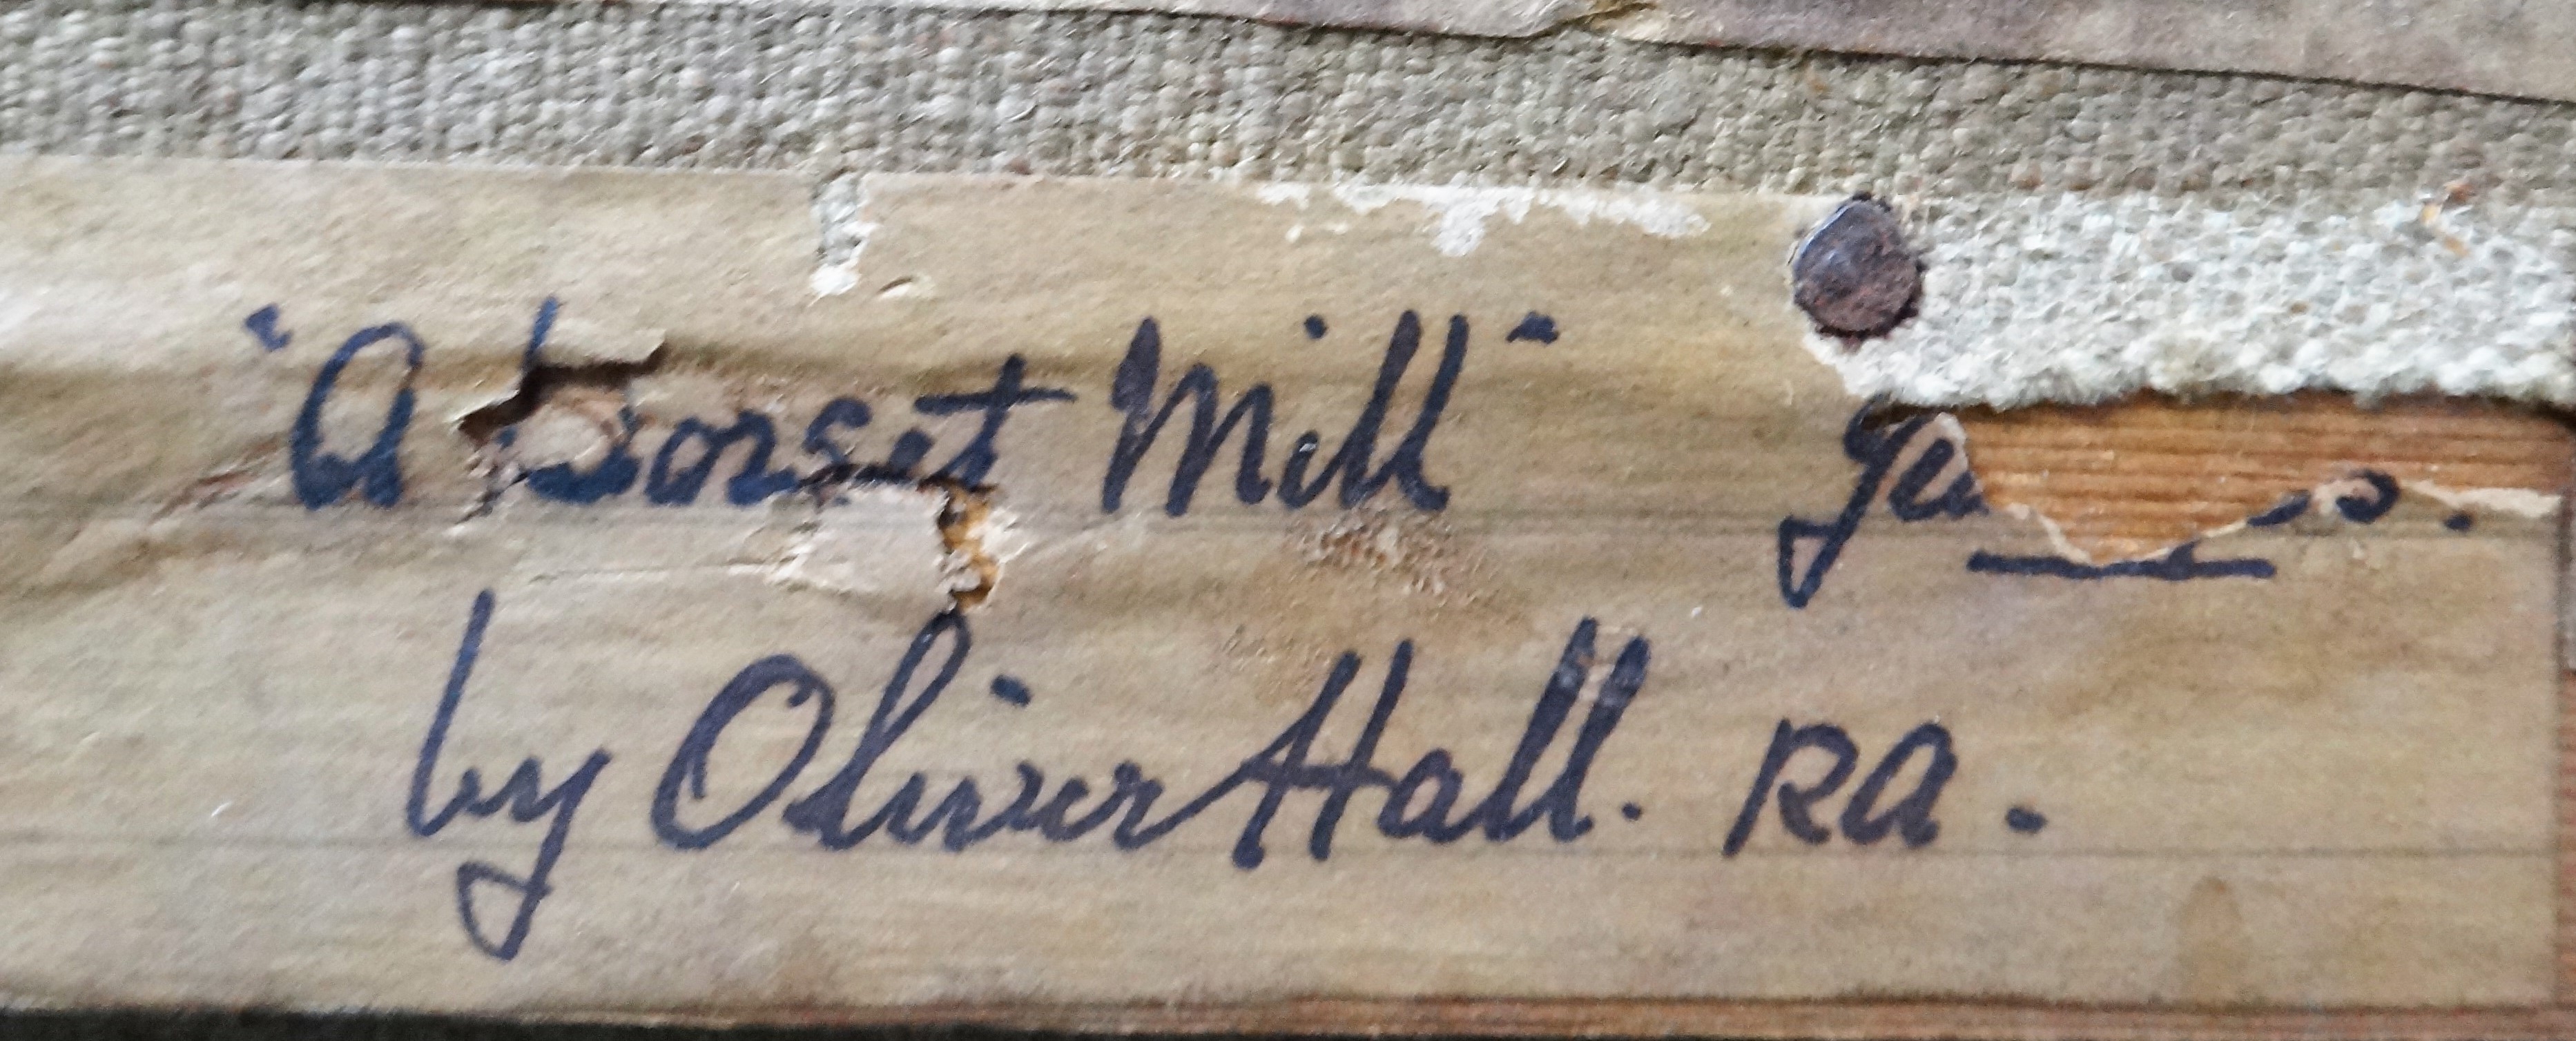 "A Dorset Mill"
by Oliver Hall. RA.